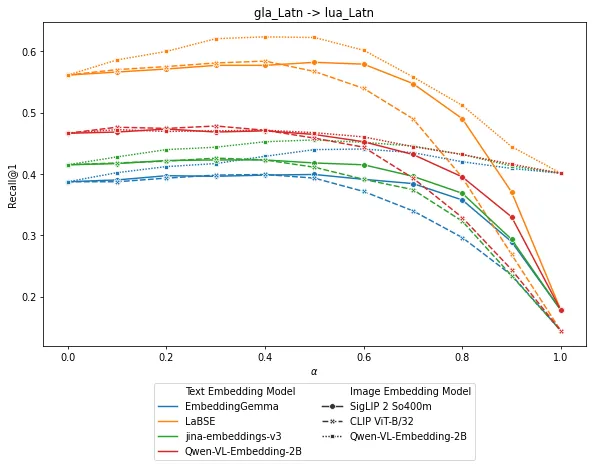 gla_Latn -> lua_Latn
Recall@1
0.6
0.5
0.4
0.3
0.2
0.0 0.2 0.4 0.6 0.8 1.0
α
Text Embedding Model Image Embedding Model
EmbeddingGemma SigLIP 2 So400m
LaBSE CLIP ViT-B/32
jina-embeddings-v3 Qwen-VL-Embedding-2B
Qwen-VL-Embedding-2B